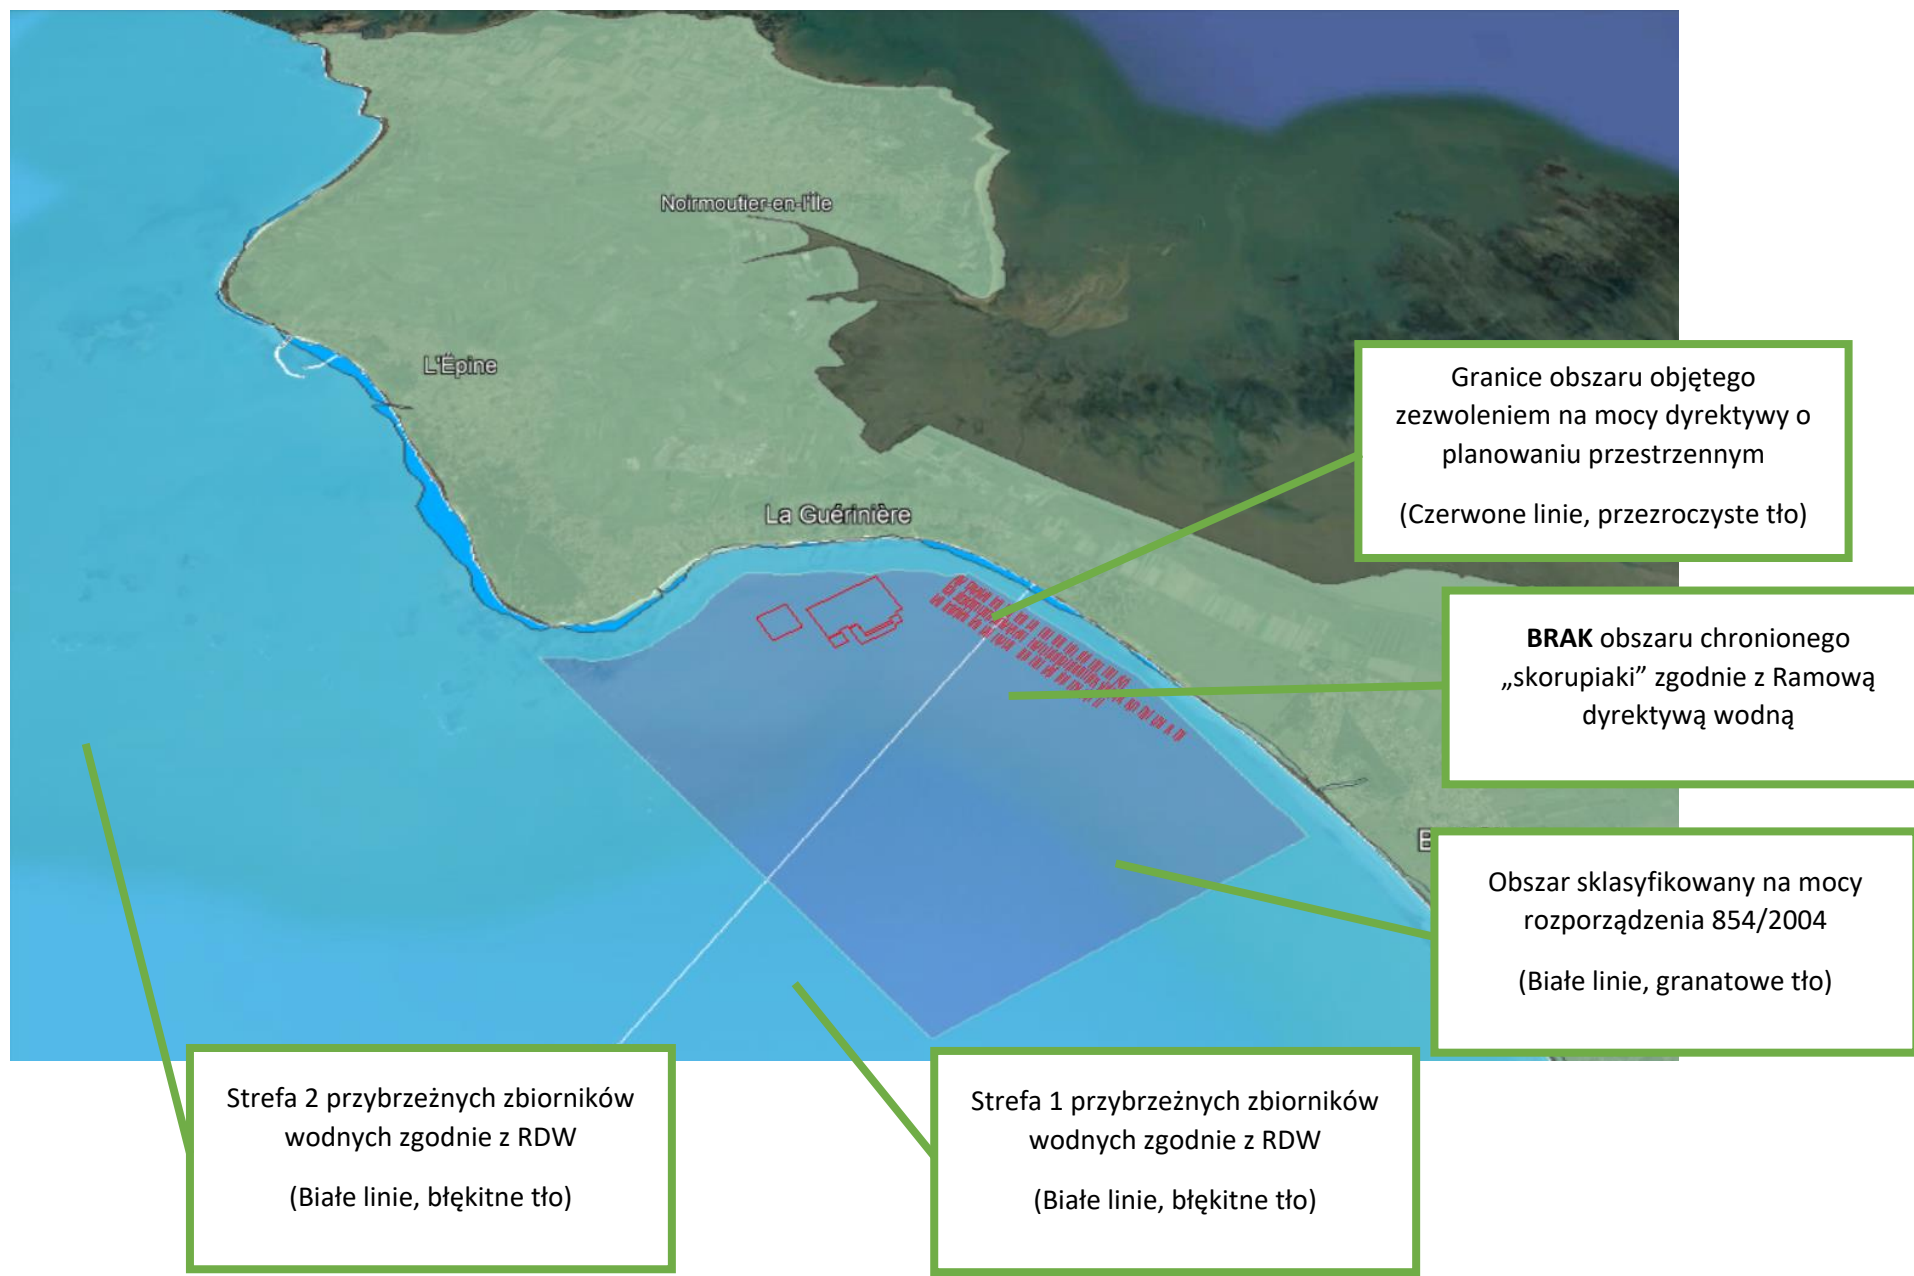 Noirmoutier-en-l'Île
L'Épine
La Guérinière
Granice obszaru objętego
zezwoleniem na mocy dyrektywy o
planowaniu przestrzennym
(Czerwone linie, przezroczyste tło)
BRAK obszaru chronionego
„skorupiaki” zgodnie z Ramową
dyrektywą wodną
Obszar sklasyfikowany na mocy
rozporządzenia 854/2004
(Białe linie, granatowe tło)
Strefa 2 przybrzeżnych zbiorników
wodnych zgodnie z RDW
(Białe linie, błękitne tło)
Strefa 1 przybrzeżnych zbiorników
wodnych zgodnie z RDW
(Białe linie, błękitne tło)